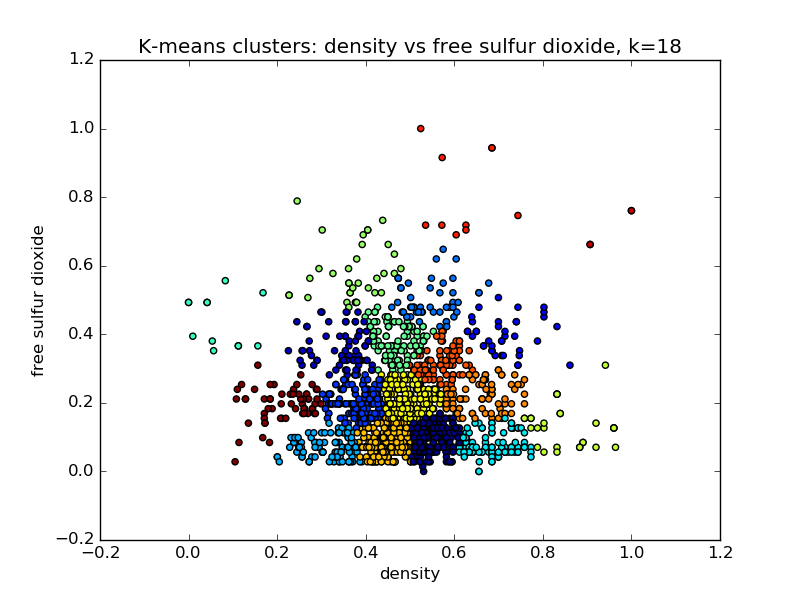 K-means clusters: density vs free sulfur dioxide, k=18
1.2
1.0
0.8
0.6
0.4
0.2
0.0
−0.2
free sulfur dioxide
−0.2 0.0 0.2 0.4 0.6 0.8 1.0 1.2
density